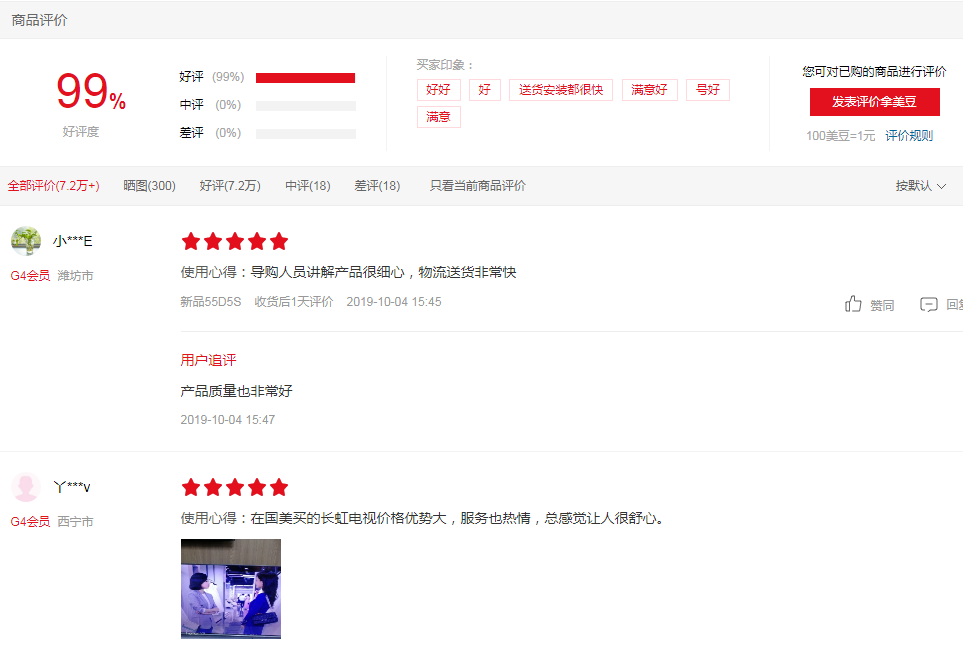 商品评价
99%
好评度
好评 (99%)
中评 (0%)
差评 (0%)
买家印象：
好好 好 送货安装都很快 满意好 号好
满意
您可对已购的商品进行评价
发表评价拿美豆
100美豆=1元 评价规则
全部评价(7.2万+) 晒图(300) 好评(7.2万) 中评(18) 差评(18) 只看当前商品评价 按默认
小***E
G4会员 潍坊市
使用心得：导购人员讲解产品很细心，物流送货非常快
新品55D5S 收货后1天评价 2019-10-04 15:45
赞同 回复
用户追评
产品质量也非常好
2019-10-04 15:47
丫***v
G4会员 西宁市
使用心得：在国美买的长虹电视价格优势大，服务也热情，总感觉让人很舒心。